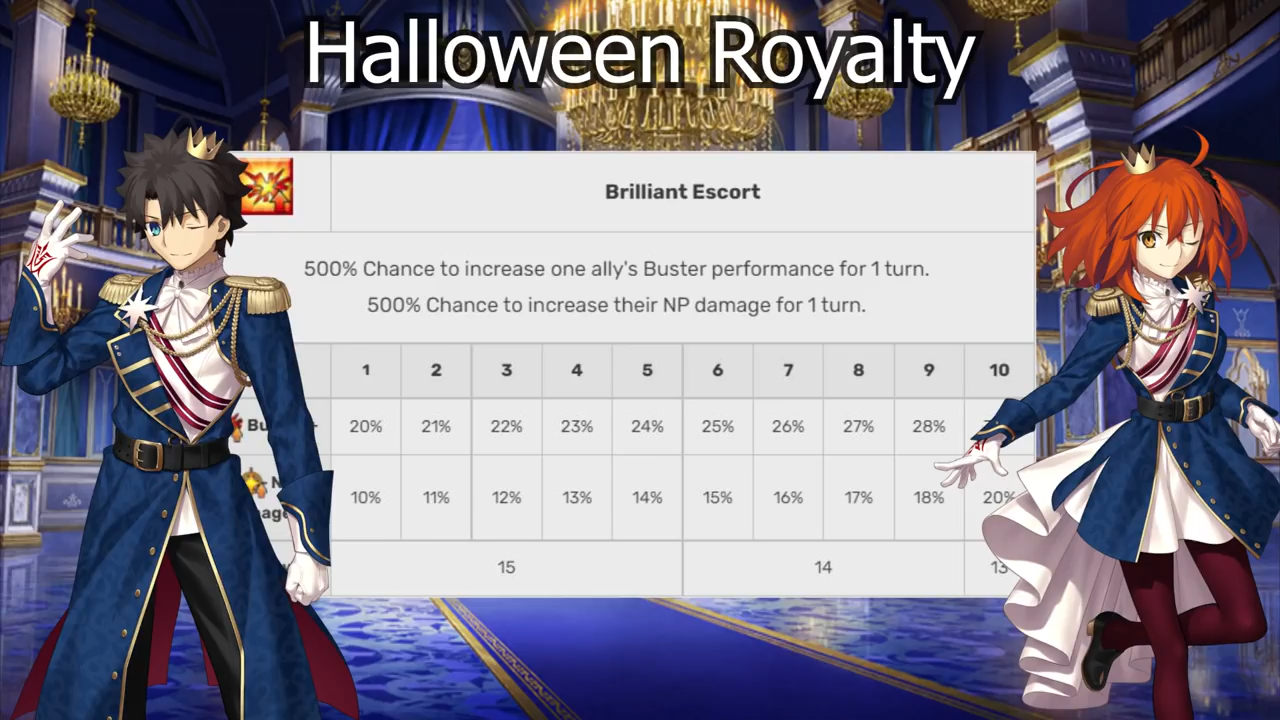 Halloween Royalty
Brilliant Escort
500% Chance to increase one ally's Buster performance for 1 turn.
500% Chance to increase their NP damage for 1 turn.
1 2 3 4 5 6 7 8 9 10
20% 21% 22% 23% 24% 25% 26% 27% 28%
10% 11% 12% 13% 14% 15% 16% 17% 18% 20%
15 14 13